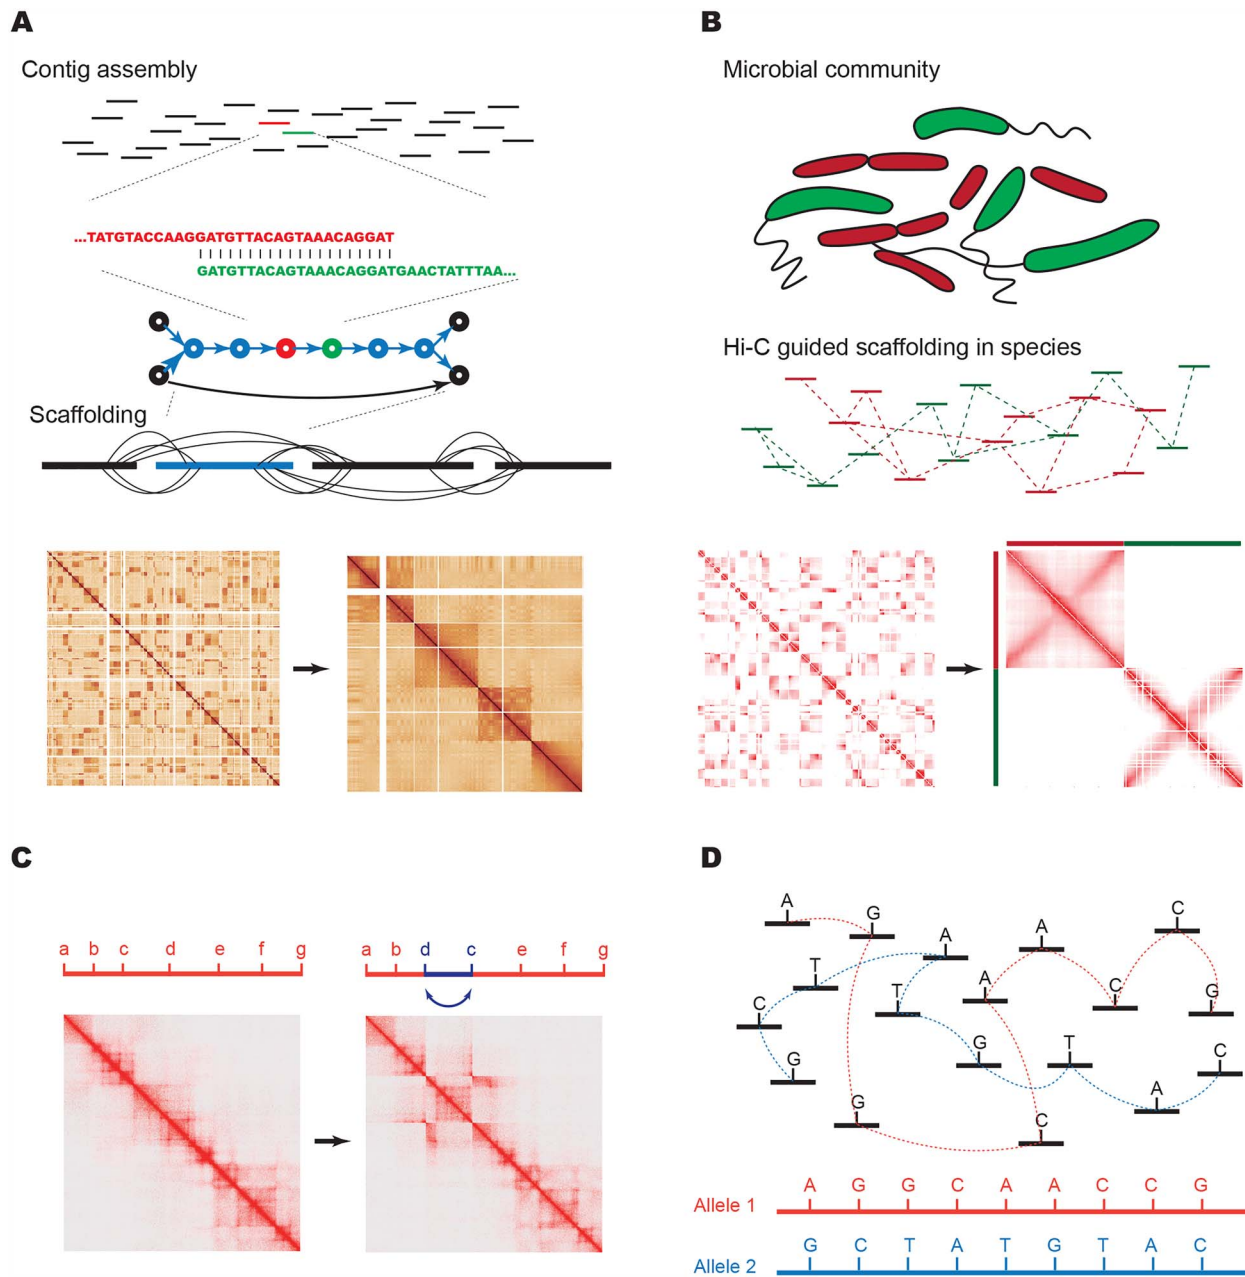 A
Contig assembly
...TATGTACCAAGGATGTTACAGTAAACAGGAT
GATGTTACAGTAAACAGGATGAACTATTTAA...
Scaffolding
B
Microbial community
Hi-C guided scaffolding in species
C
a b c d e f g
a b d c e f g
D
A
G
C
A
A
T
A
T
C
G
C
G
G
T
C
A
G
C
Allele 1 A G G C A A C C G
Allele 2 G C T A T G T A C